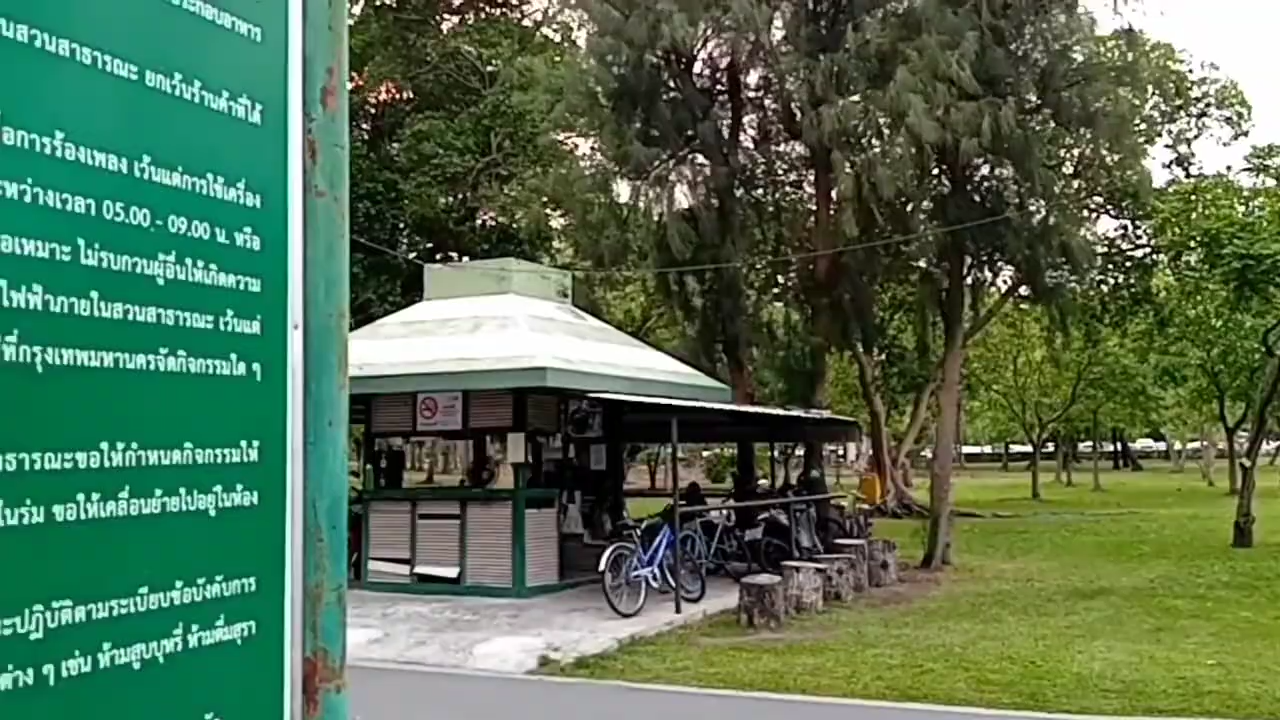 ประกอบอาหาร
นสวนสาธารณะ ยกเว้นร้านค้าที่ได้
อการร้องเพลง เว้นแต่การใช้เครื่อง
ะหว่างเวลา 05.00 - 09.00 น. หรือ
อเหมาะ ไม่รบกวนผู้อื่นให้เกิดความ
ไฟฟ้าภายในสวนสาธารณะ เว้นแต่
ที่กรุงเทพมหานครจัดกิจกรรมใด ๆ
าธารณะขอให้กำหนดกิจกรรมให้
ในร่ม ขอให้เคลื่อนย้ายไปอยู่ในห้อง
ะปฏิบัติตามระเบียบข้อบังคับการ
ต่าง ๆ เช่น ห้ามสูบบุหรี่ ห้ามดื่มสุรา